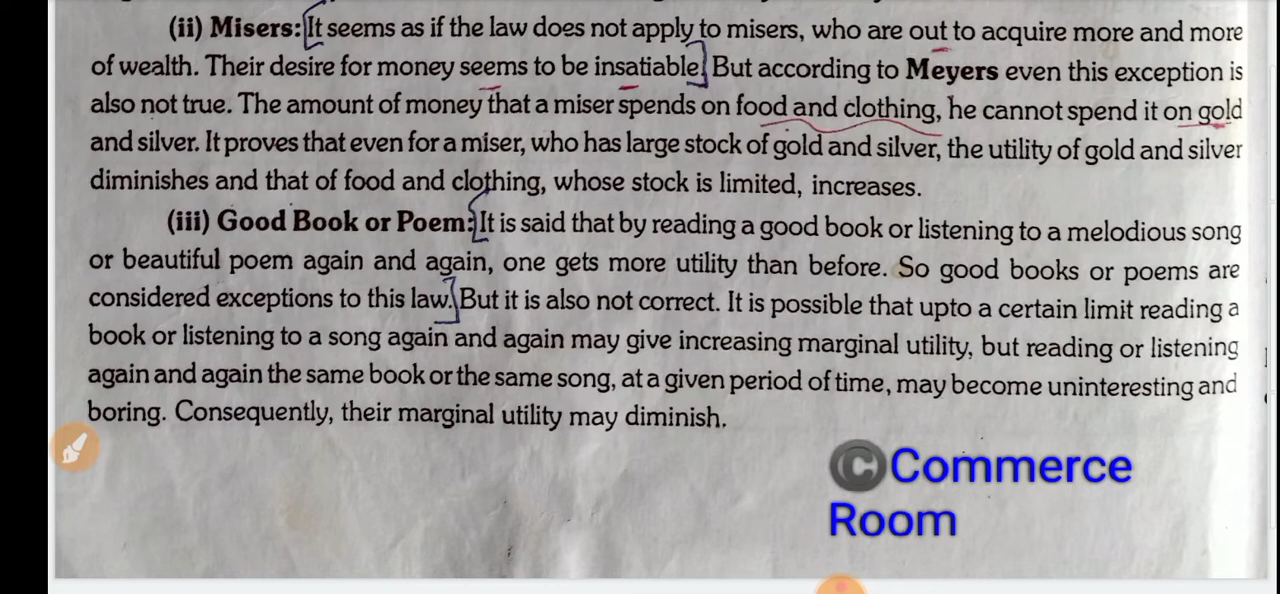 (ii) Misers: It seems as if the law does not apply to misers, who are out to acquire more and more
of wealth. Their desire for money seems to be insatiable. But according to Meyers even this exception is
also not true. The amount of money that a miser spends on food and clothing, he cannot spend it on gold
and silver. It proves that even for a miser, who has large stock of gold and silver, the utility of gold and silver
diminishes and that of food and clothing, whose stock is limited, increases.
(iii) Good Book or Poem: It is said that by reading a good book or listening to a melodious song
or beautiful poem again and again, one gets more utility than before. So good books or poems are
considered exceptions to this law. But it is also not correct. It is possible that upto a certain limit reading a
book or listening to a song again and again may give increasing marginal utility, but reading or listening
again and again the same book or the same song, at a given period of time, may become uninteresting and
boring. Consequently, their marginal utility may diminish.
©Commerce
Room